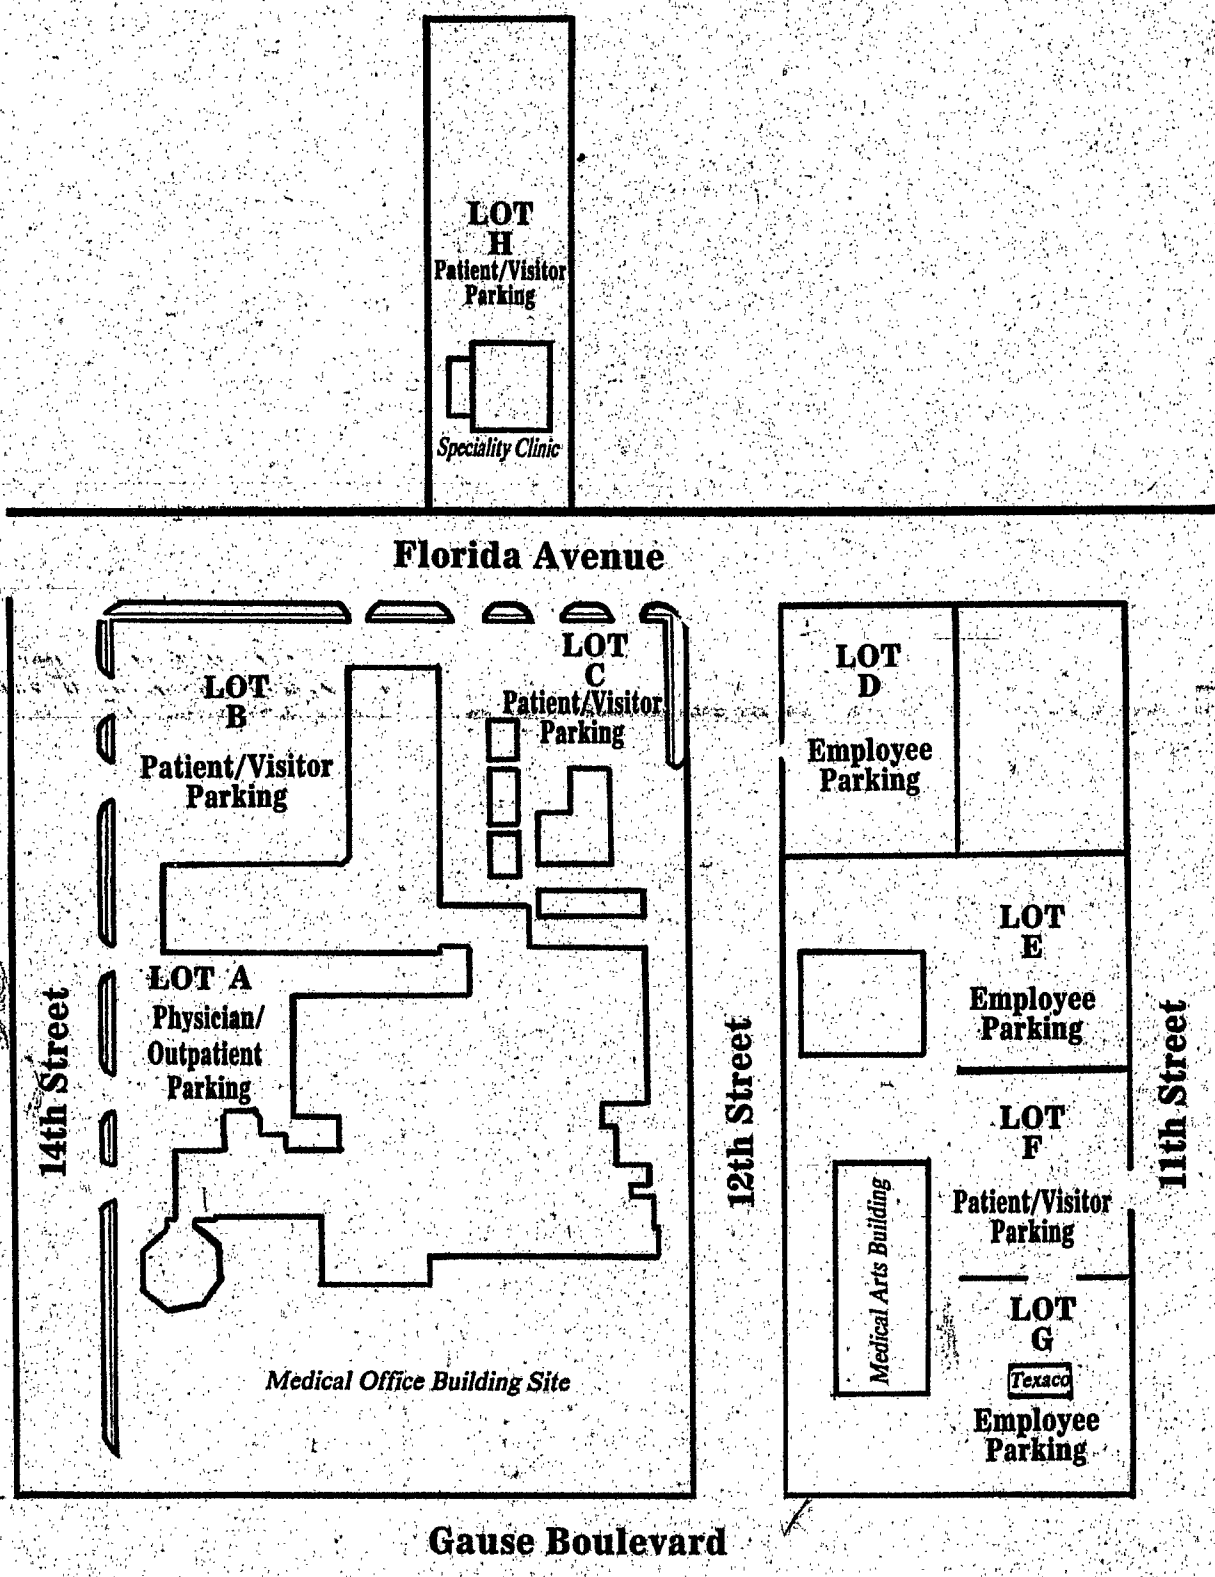 LOT
H
Patient/Visitor
Parking
Speciality Clinic
Florida Avenue
LOT
B
Patient/Visitor
Parking
LOT
C
Patient/Visitor
Parking
LOT
D
Employee
Parking
LOT A
Physician/
Outpatient
Parking
14th Street
12th Street
LOT
E
Employee
Parking
11th Street
LOT
F
Patient/Visitor
Parking
Medical Arts Building
LOT
G
Texaco
Employee
Parking
Medical Office Building Site
Gause Boulevard